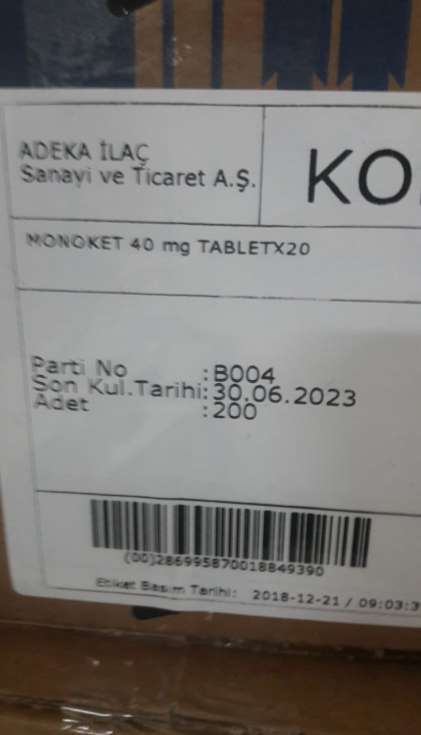 ADEKA İLAÇ
Sanayi ve Ticaret A.Ş.
MONOKET 40 mg TABLETX20
Parti No :B004
Son Kul.Tarihi:30.06.2023
Adet :200
(00)286995870018849390
Etiket Basım Tarihi: 2018-12-21 / 09:03:3